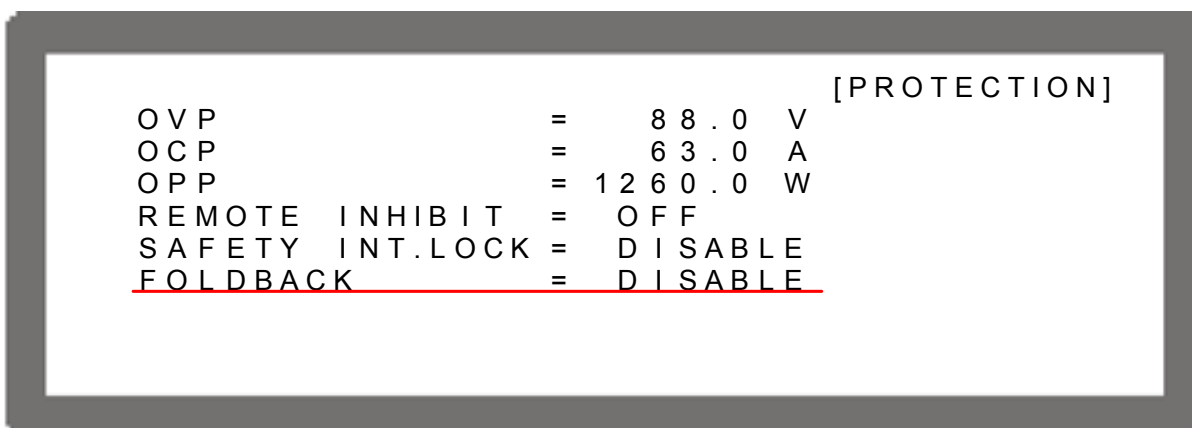 [PROTECTION]
OVP = 88.0 V
OCP = 63.0 A
OPP = 1260.0 W
REMOTE INHIBIT = OFF
SAFETY INT.LOCK = DISABLE
FOLDBACK = DISABLE